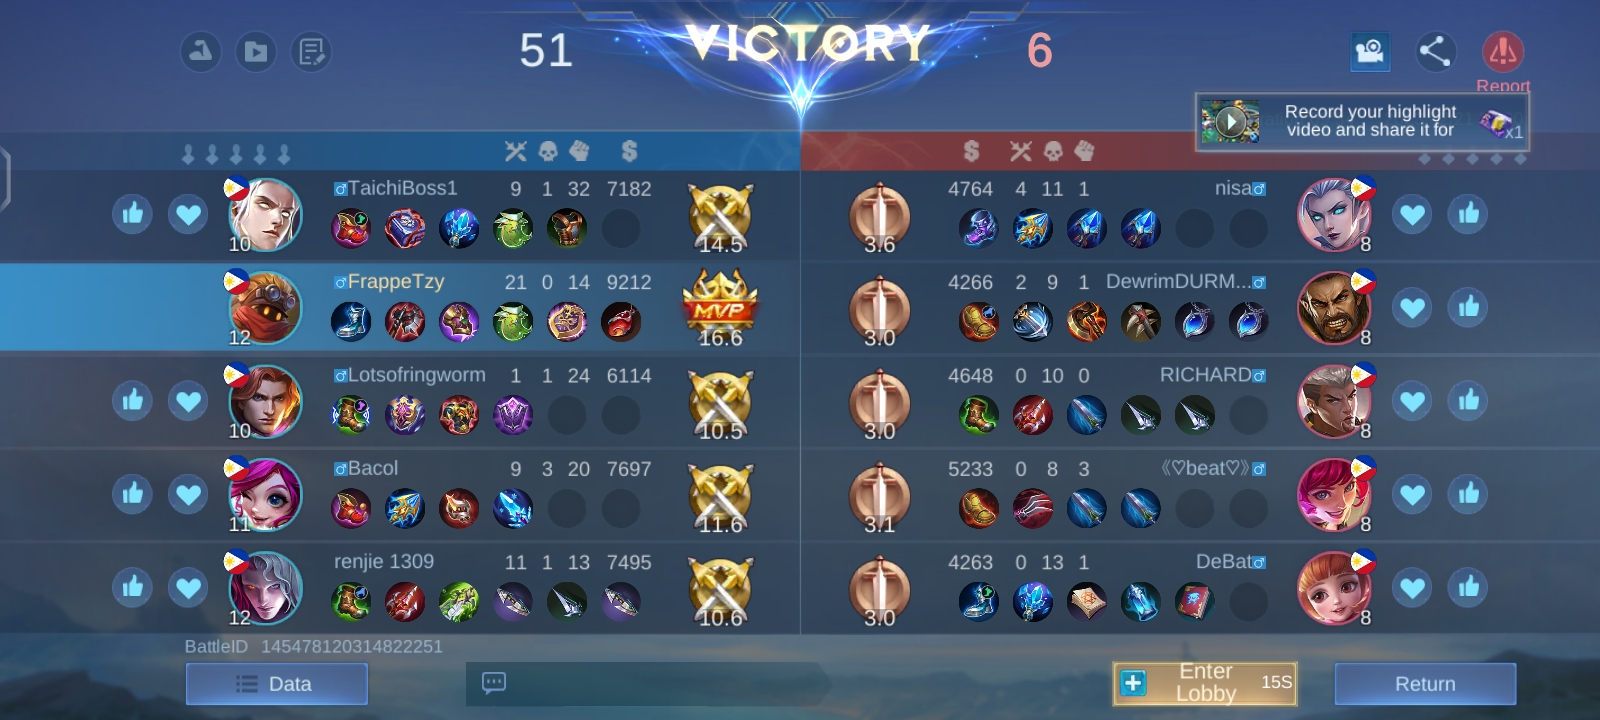 51 VICTORY 6
Report
Record your highlight
video and share it for
x1
TaichiBoss1 9 1 32 7182
10 14.5
4764 4 11 1 nisa
3.6 8
FrappeTzy 21 0 14 9212
MVP
12 16.6
4266 2 9 1 DewrimDURM...
3.0 8
Lotsofringworm 1 1 24 6114
10 10.5
4648 0 10 0 RICHARD
3.0 8
Bacol 9 3 20 7697
11 11.6
5233 0 8 3 《♡beat♡》
3.1 8
renjie 1309 11 1 13 7495
12 10.6
4263 0 13 1 DeBat
3.0 8
BattleID 145478120314822251
Data
Enter
Lobby
15S
Return